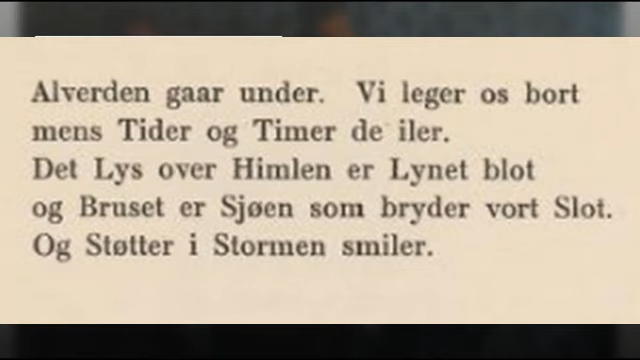 Alverden gaar under. Vi leger os bort
mens Tider og Timer de iler.
Det Lys over Himlen er Lynet blot
og Bruset er Sjøen som bryder vort Slot.
Og Støtter i Stormen smiler.